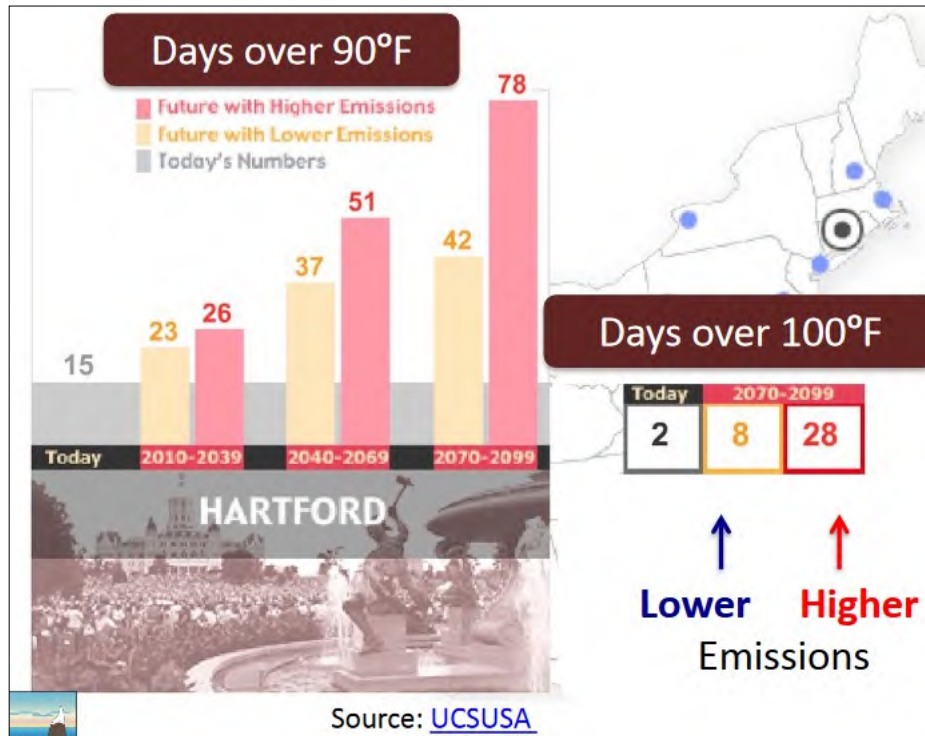 Days over 90°F
78
Future with Higher Emissions
Future with Lower Emissions
Today's Numbers
51
42
37
26
23
15
Today 2010-2039 2040-2069 2070-2099
HARTFORD
Days over 100°F
Today 2070-2099
2 8 28
Lower Higher
Emissions
Source: UCSUSA